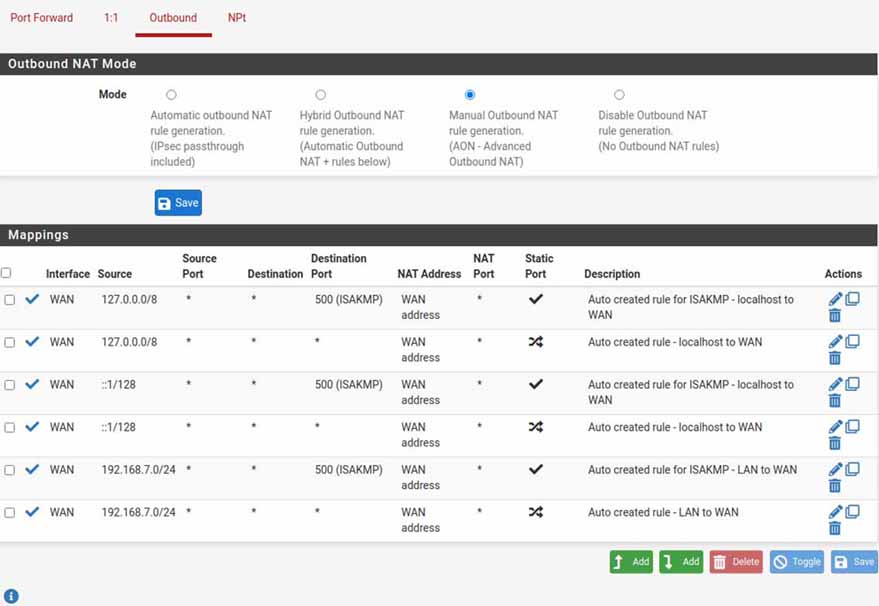 Port Forward 1:1 Outbound NPt
Outbound NAT Mode
Mode
Automatic outbound NAT
rule generation.
(IPsec passthrough
included)
Hybrid Outbound NAT
rule generation.
(Automatic Outbound
NAT + rules below)
Manual Outbound NAT
rule generation.
(AON - Advanced
Outbound NAT)
Disable Outbound NAT
rule generation.
(No Outbound NAT rules)
Save
Mappings
Interface Source Source Port Destination Destination Port NAT Address NAT Port Static Port Description Actions
WAN 127.0.0.0/8 * * 500 (ISAKMP) WAN address * Auto created rule for ISAKMP - localhost to WAN
WAN 127.0.0.0/8 * * * WAN address * Auto created rule - localhost to WAN
WAN ::1/128 * * 500 (ISAKMP) WAN address * Auto created rule for ISAKMP - localhost to WAN
WAN ::1/128 * * * WAN address * Auto created rule - localhost to WAN
WAN 192.168.7.0/24 * * 500 (ISAKMP) WAN address * Auto created rule for ISAKMP - LAN to WAN
WAN 192.168.7.0/24 * * * WAN address * Auto created rule - LAN to WAN
Add Add Delete Toggle Save